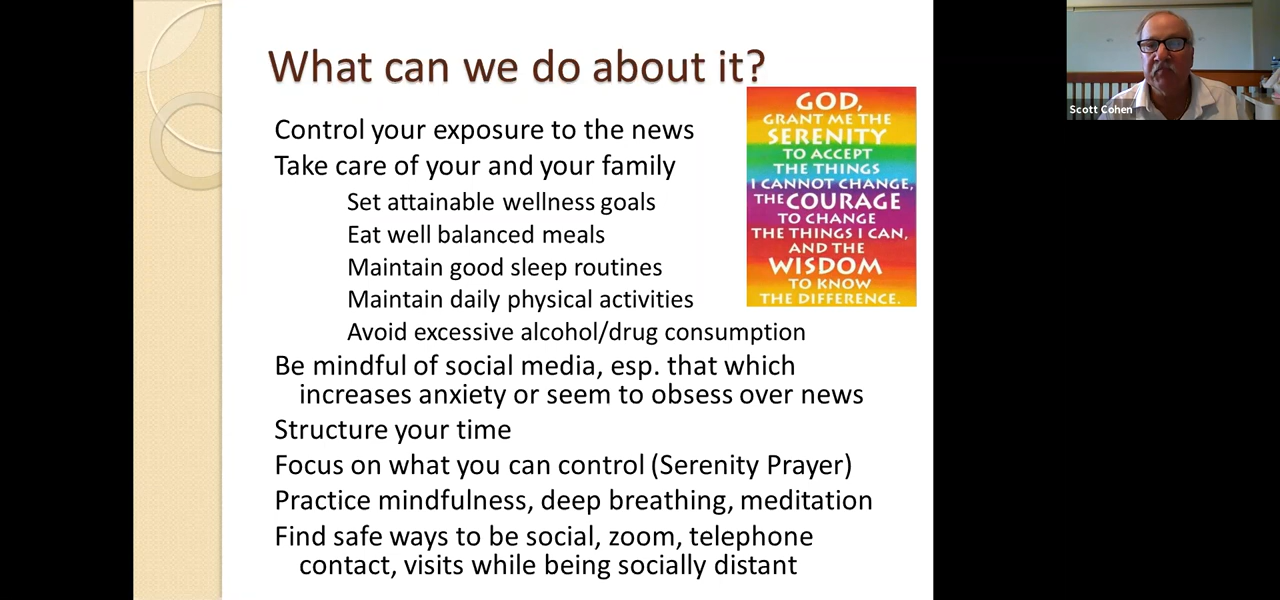 What can we do about it?
Control your exposure to the news
Take care of your and your family
Set attainable wellness goals
Eat well balanced meals
Maintain good sleep routines
Maintain daily physical activities
Avoid excessive alcohol/drug consumption
Be mindful of social media, esp. that which
increases anxiety or seem to obsess over news
Structure your time
Focus on what you can control (Serenity Prayer)
Practice mindfulness, deep breathing, meditation
Find safe ways to be social, zoom, telephone
contact, visits while being socially distant
GOD,
GRANT ME THE
SERENITY
TO ACCEPT
THE THINGS
I CANNOT CHANGE,
THE COURAGE
TO CHANGE
THE THINGS I CAN,
AND THE
WISDOM
TO KNOW
THE DIFFERENCE.
Scott Cohen